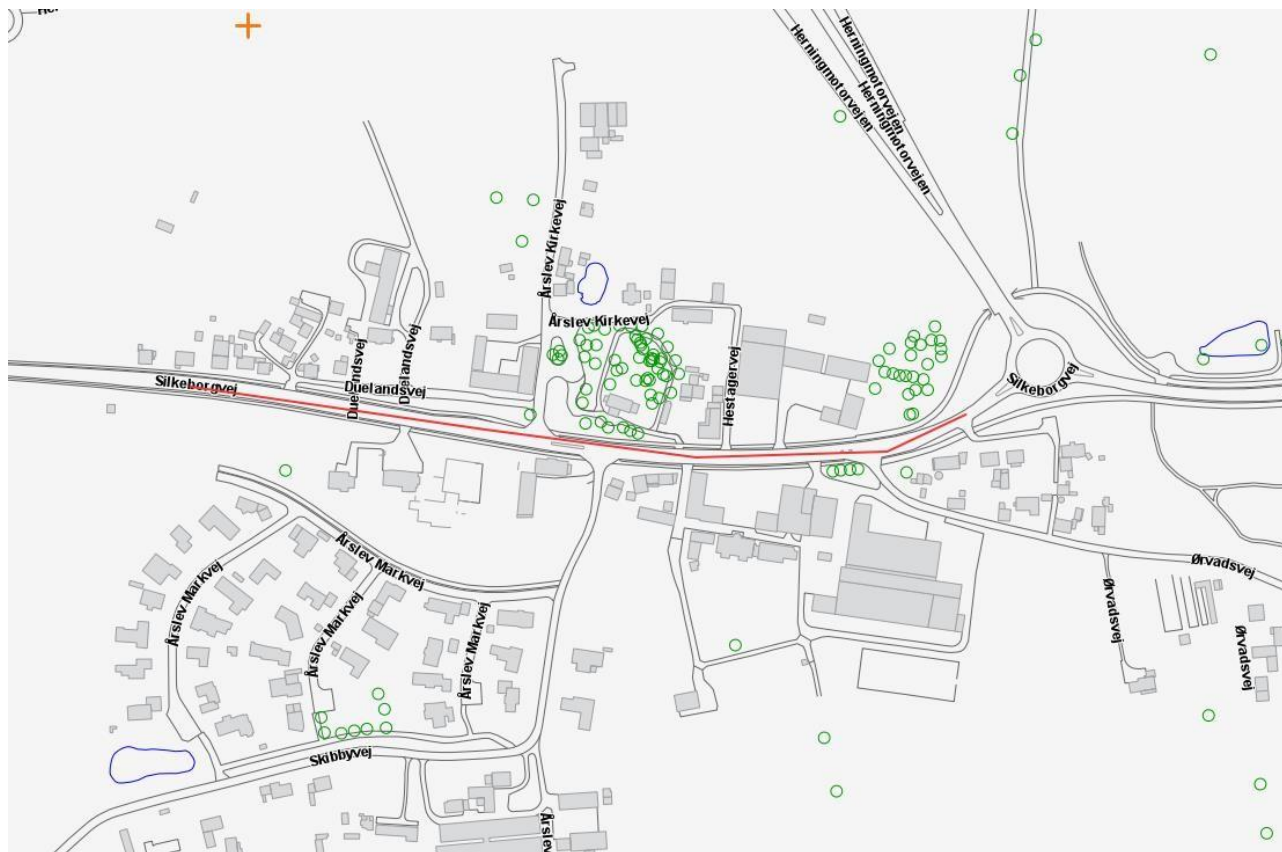 Herningmotorvejen
Herningmotorvejen
Herningmotorvejen
Årslev Kirkevej
Årslev Kirkevej
Duelandsvej
Duelandsvej
Duelandsvej
Hestagervej
Silkeborgvej
Silkeborgvej
Årslev Markvej
Årslev Markvej
Årslev Markvej
Årslev Markvej
Ørvadsvej
Ørvadsvej
Ørvadsvej
Skibbyvej
Årslev